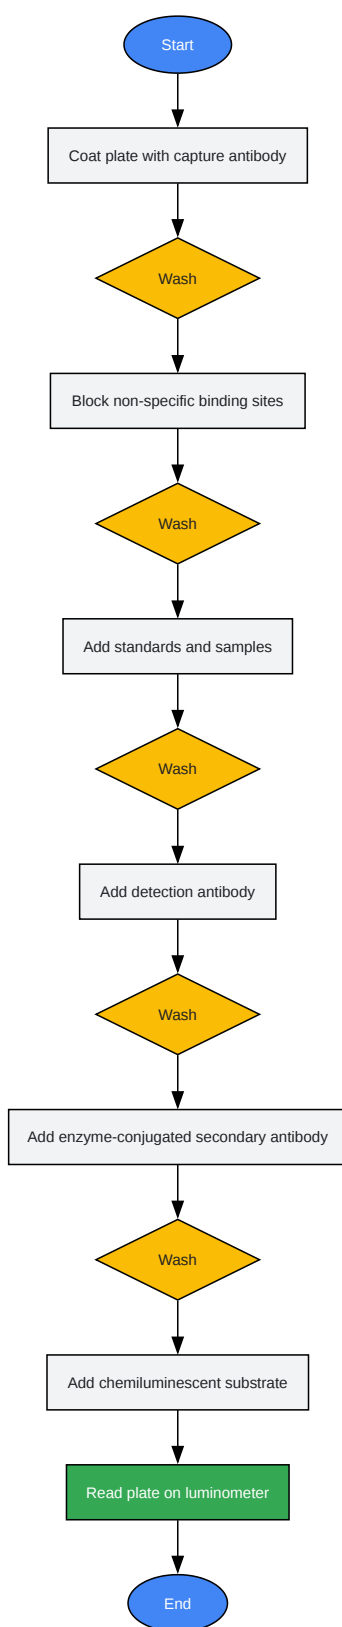 Start
Coat plate with capture antibody
Wash
Block non-specific binding sites
Wash
Add standards and samples
Wash
Add detection antibody
Wash
Add enzyme-conjugated secondary antibody
Wash
Add chemiluminescent substrate
Read plate on luminometer
End